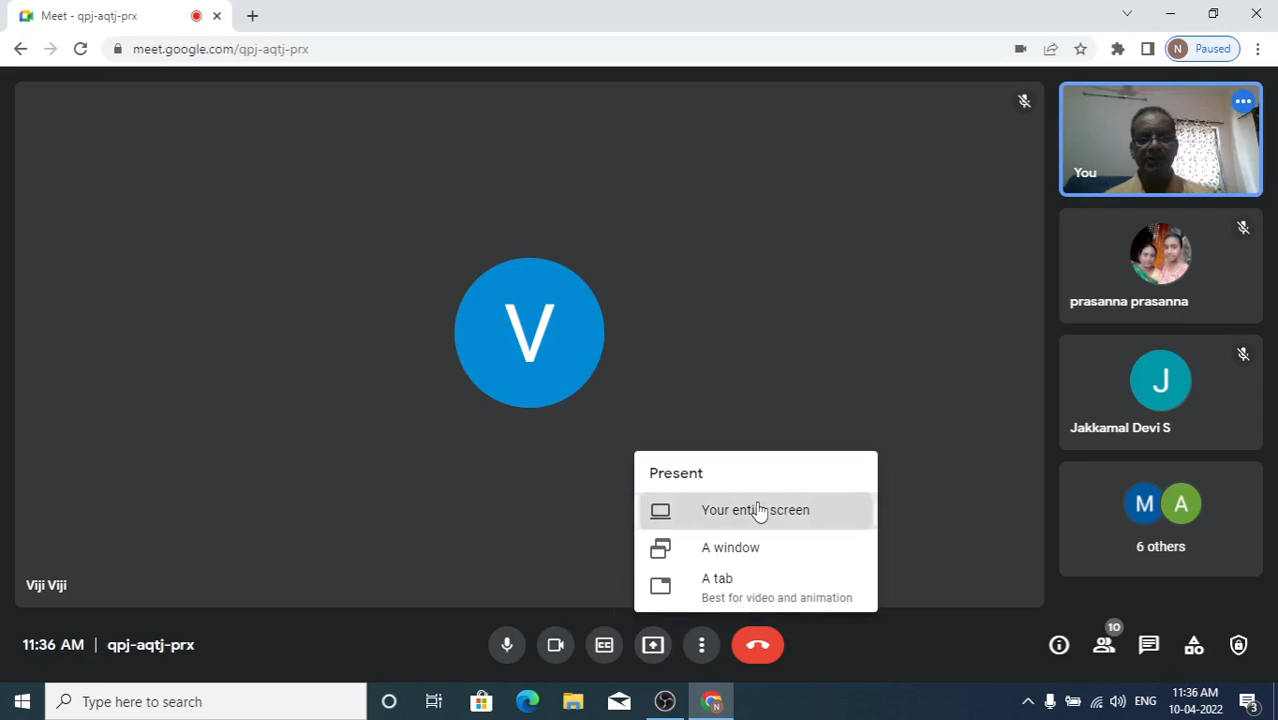 Meet - qpj-aqtj-prx
meet.google.com/qpj-aqtj-prx
N
Paused
V
Viji Viji
You
prasanna prasanna
J
Jakkamal Devi S
M
A
6 others
Present
Your entire screen
A window
A tab
Best for video and animation
11:36 AM | qpj-aqtj-prx
CC
10
Type here to search
N
ENG
11:36 AM
10-04-2022
3